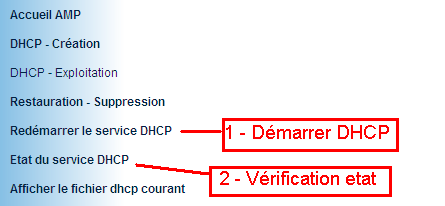 Accueil AMP
DHCP - Création
DHCP - Exploitation
Restauration - Suppression
Redémarrer le service DHCP
1 - Démarrer DHCP
Etat du service DHCP
2 - Vérification etat
Afficher le fichier dhcp courant